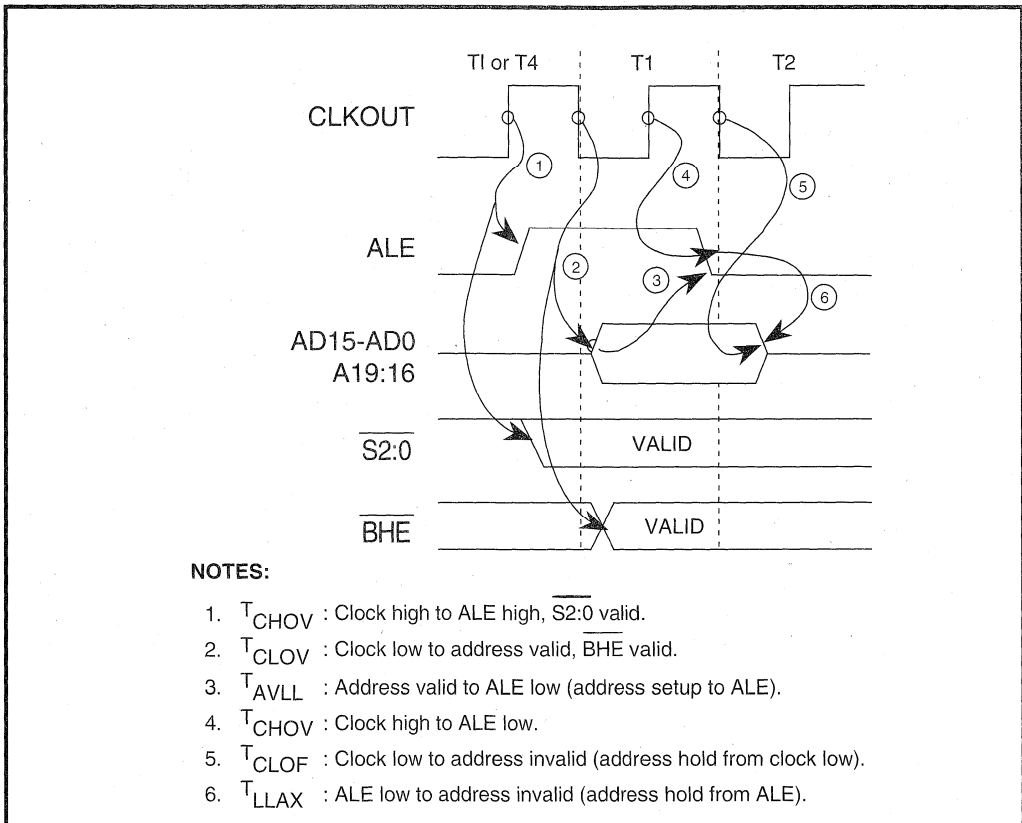 TI or T4 T1 T2
CLKOUT
1
4
5
ALE
2
3
6
AD15-AD0
A19:16
S2:0
VALID
BHE
VALID
NOTES:
1. TCHOV : Clock high to ALE high, S2:0 valid.
2. TCLOV : Clock low to address valid, BHE valid.
3. TAVLL : Address valid to ALE low (address setup to ALE).
4. TCHOV : Clock high to ALE low.
5. TCLOF : Clock low to address invalid (address hold from clock low).
6. TLLAX : ALE low to address invalid (address hold from ALE).